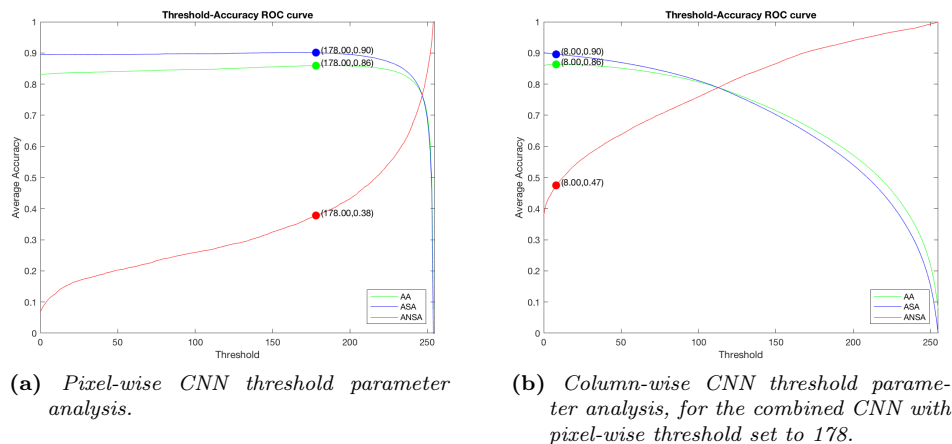 Threshold-Accuracy ROC curve
1
0.9
0.8
0.7
0.6
0.5
0.4
0.3
0.2
0.1
0
Average Accuracy
(178.00,0.90)
(178.00,0.86)
(178.00,0.38)
AA
ASA
ANSA
0 50 100 150 200 250
Threshold
(a) Pixel-wise CNN threshold parameter
analysis.
Threshold-Accuracy ROC curve
1
0.9
0.8
0.7
0.6
0.5
0.4
0.3
0.2
0.1
0
Average Accuracy
(8.00,0.90)
(8.00,0.86)
(8.00,0.47)
AA
ASA
ANSA
0 50 100 150 200 250
Threshold
(b) Column-wise CNN threshold parame-
ter analysis, for the combined CNN with
pixel-wise threshold set to 178.